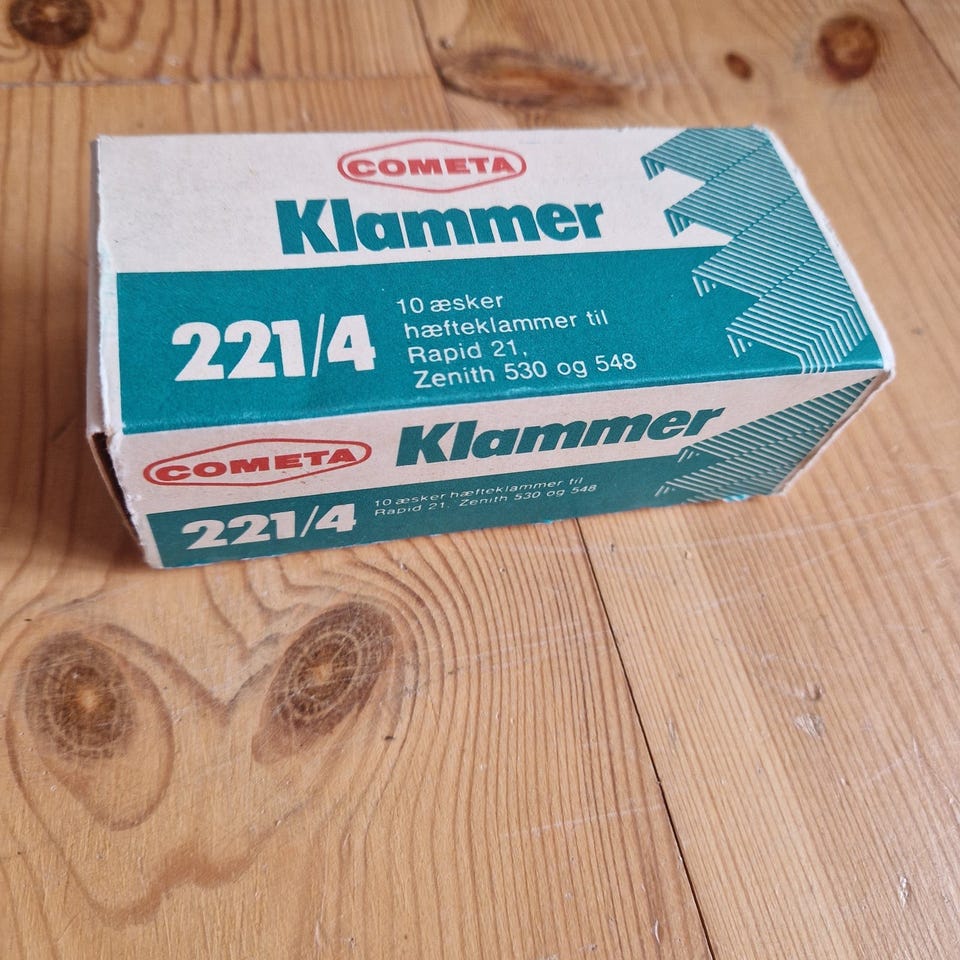 COMETA
Klammer
221/4
10 æsker
hæfteklammer til
Rapid 21,
Zenith 530 og 548
COMETA
Klammer
221/4
10 æsker hæfteklammer til
Rapid 21. Zenith 530 og 548